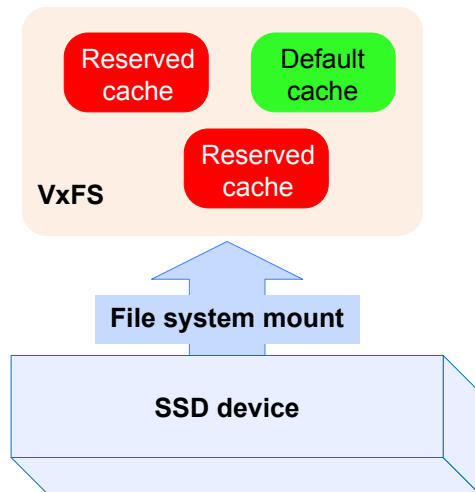 Reserved
cache
Default
cache
Reserved
cache
VxFS
File system mount
SSD device